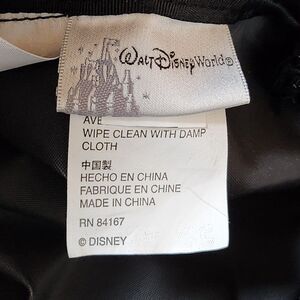 Walt Disney World®
AVE
WIPE CLEAN WITH DAMP
CLOTH
中国製
HECHO EN CHINA
FABRIQUE EN CHINE
MADE IN CHINA
RN 84167
© DISNEY